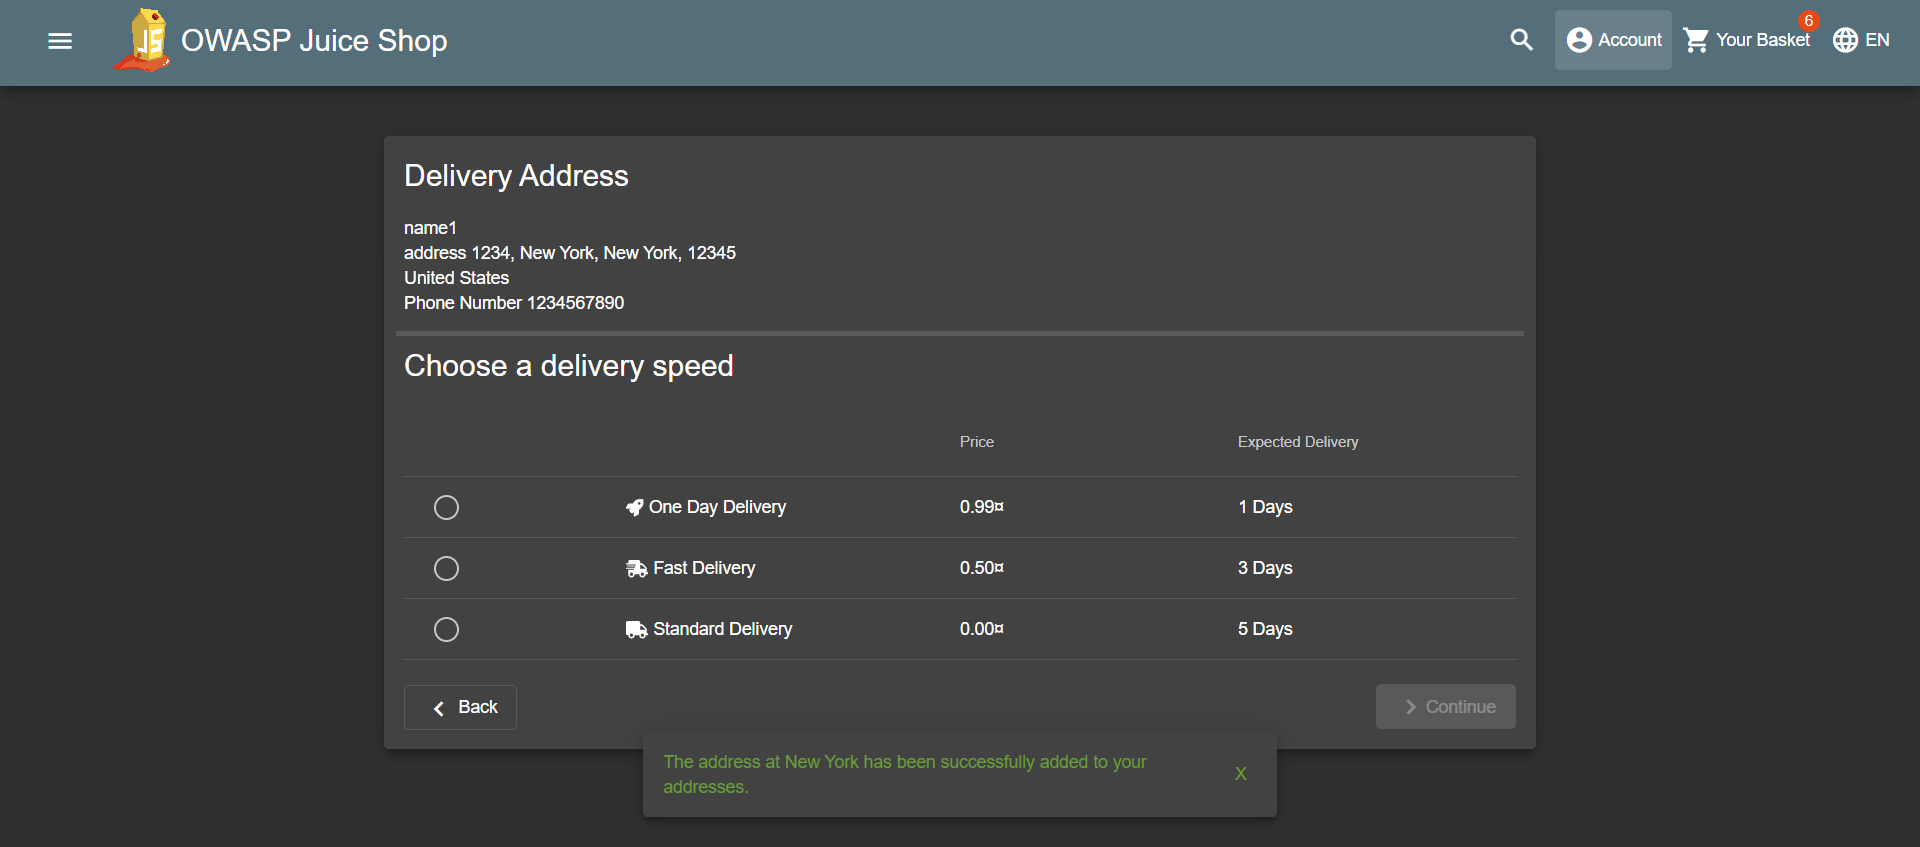 OWASP Juice Shop
Account
Your Basket
6
EN
Delivery Address
name1
address 1234, New York, New York, 12345
United States
Phone Number 1234567890
Choose a delivery speed
Price Expected Delivery
One Day Delivery 0.99¤ 1 Days
Fast Delivery 0.50¤ 3 Days
Standard Delivery 0.00¤ 5 Days
Back
Continue
The address at New York has been successfully added to your
addresses.
X